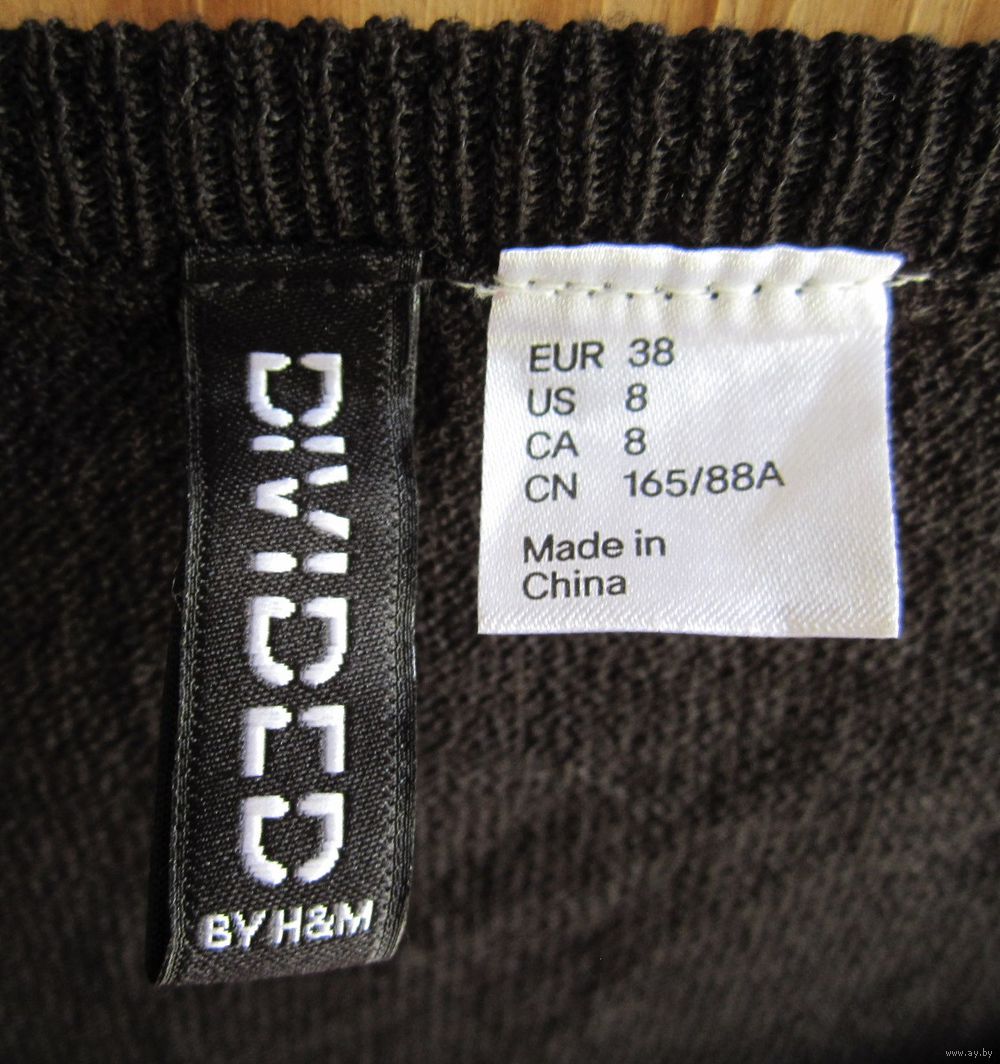 DIVIDED
BY H&M
EUR 38
US 8
CA 8
CN 165/88A
Made in
China
www.ay.by